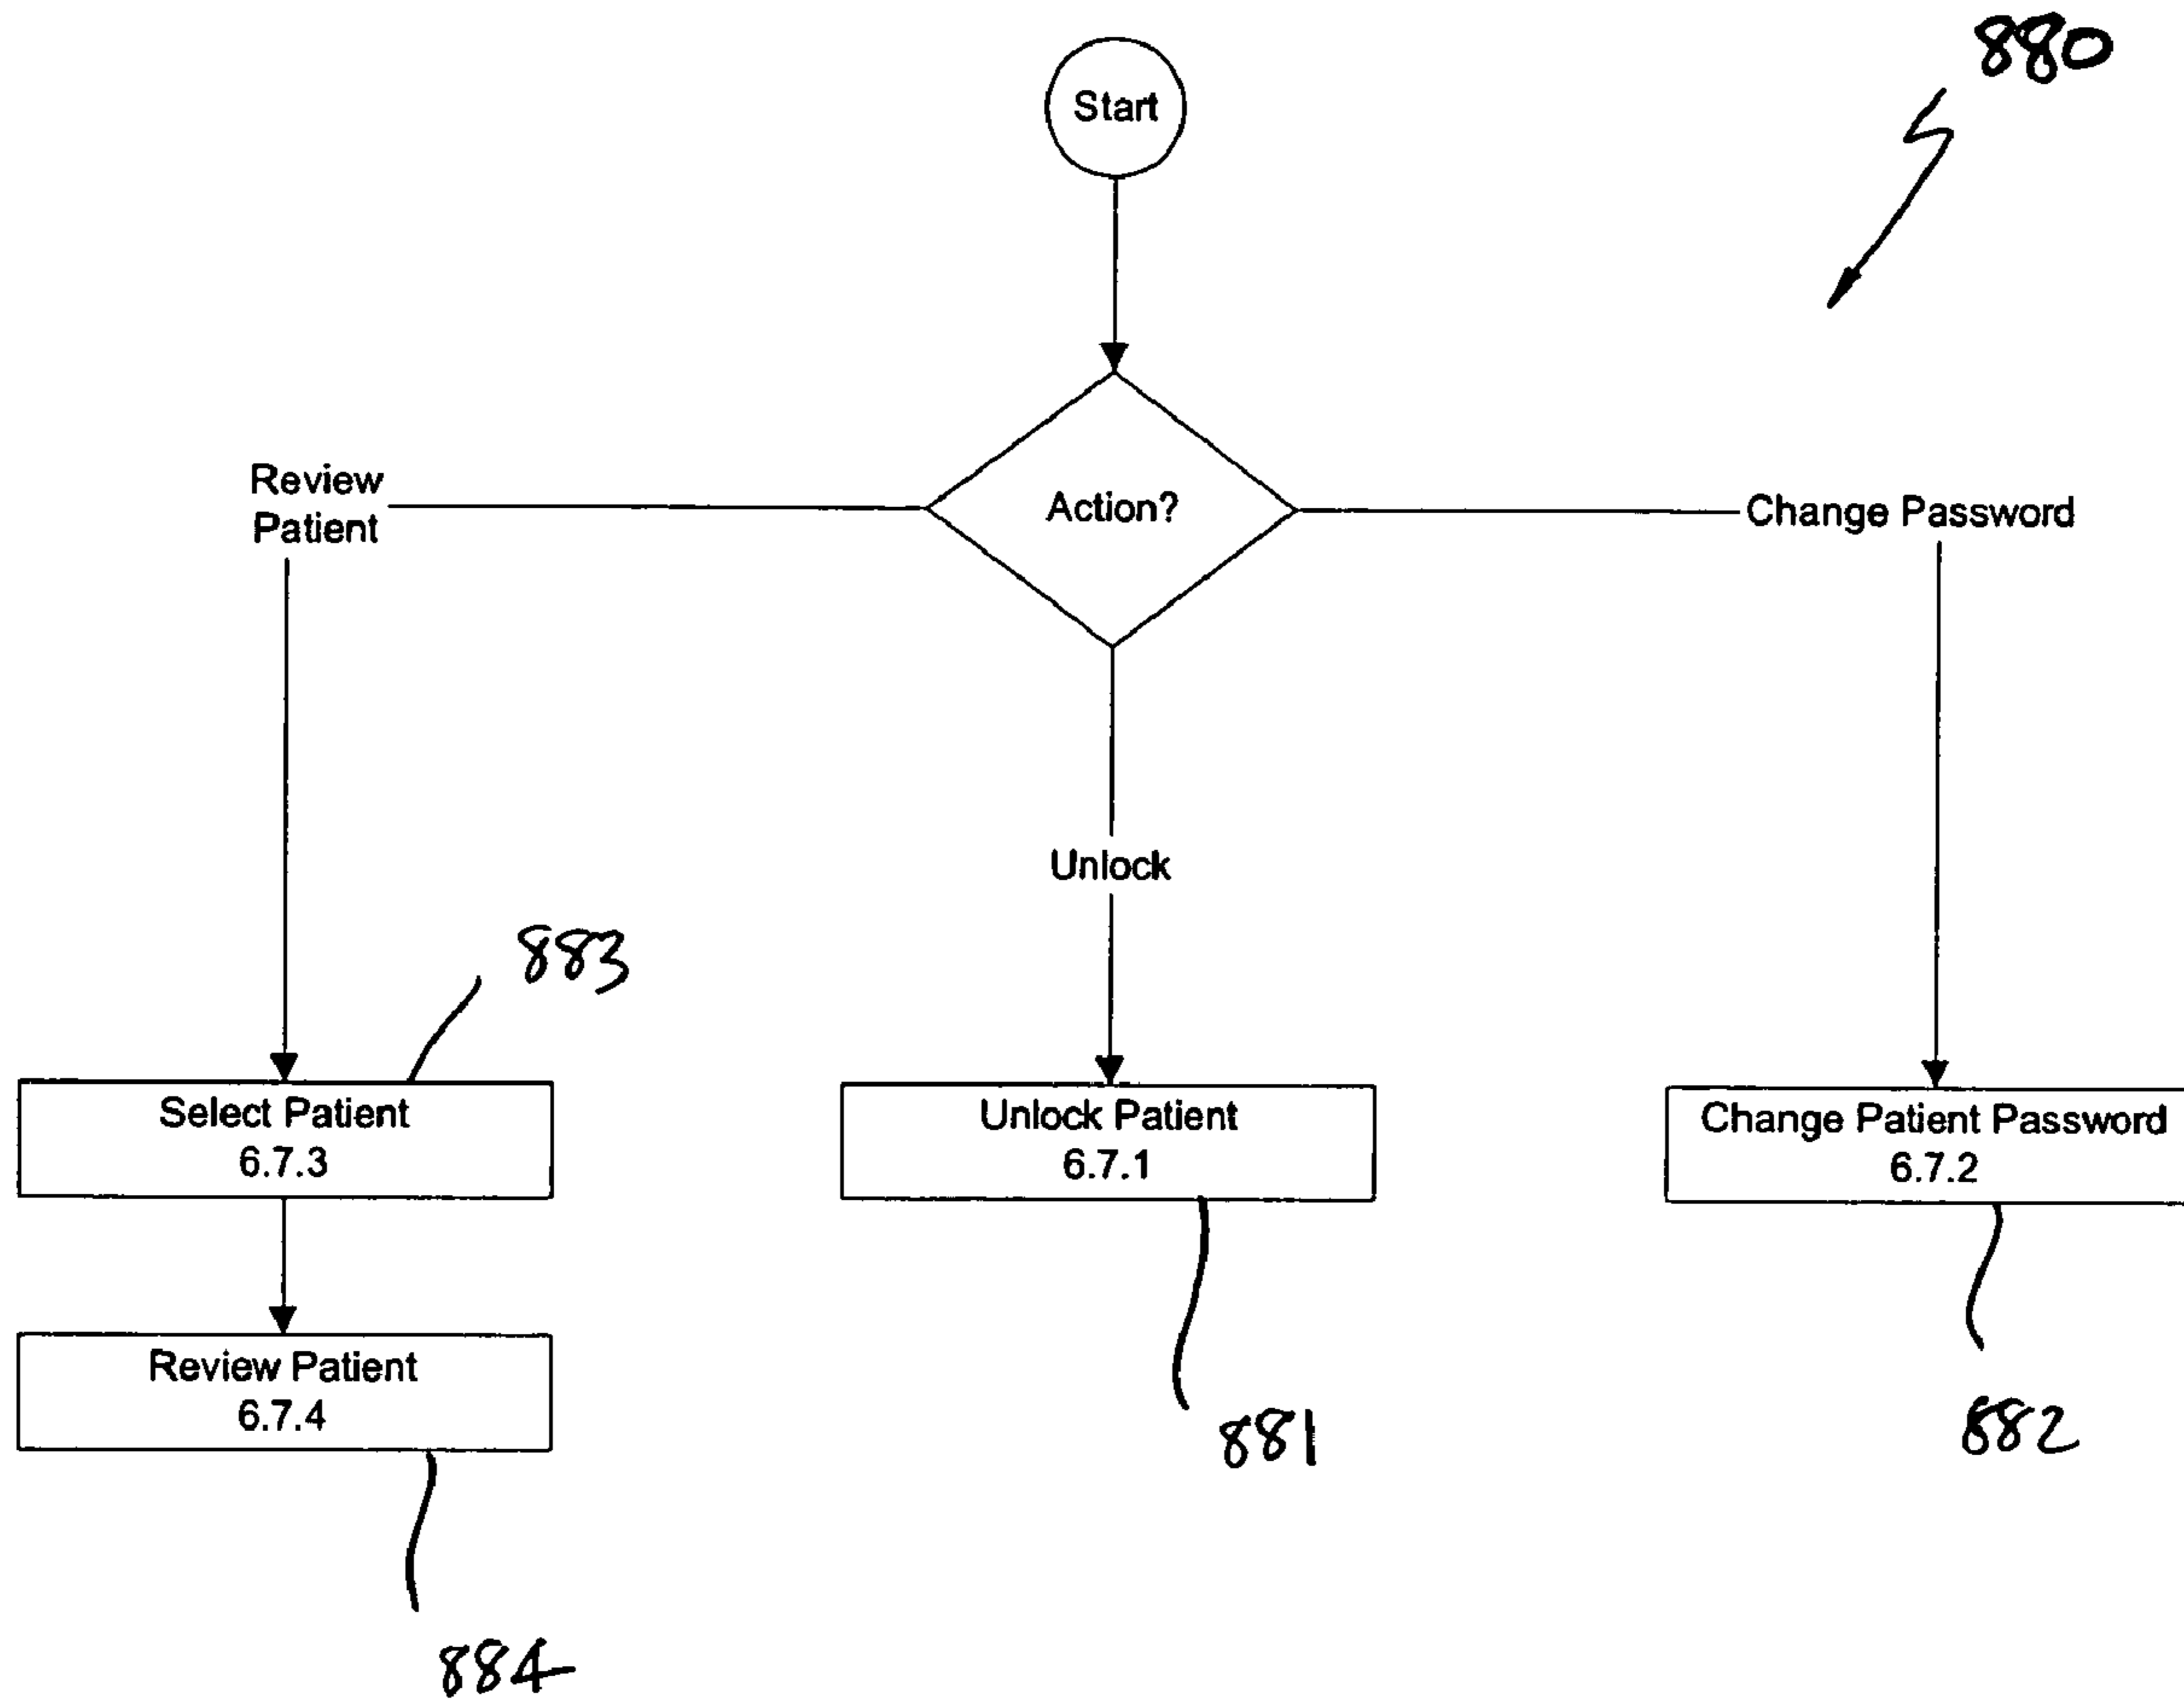 880
Start
Action?
Review
Patient
Change Password
Unlock
883
Select Patient
6.7.3
Unlock Patient
6.7.1
Change Patient Password
6.7.2
Review Patient
6.7.4
881
882
884